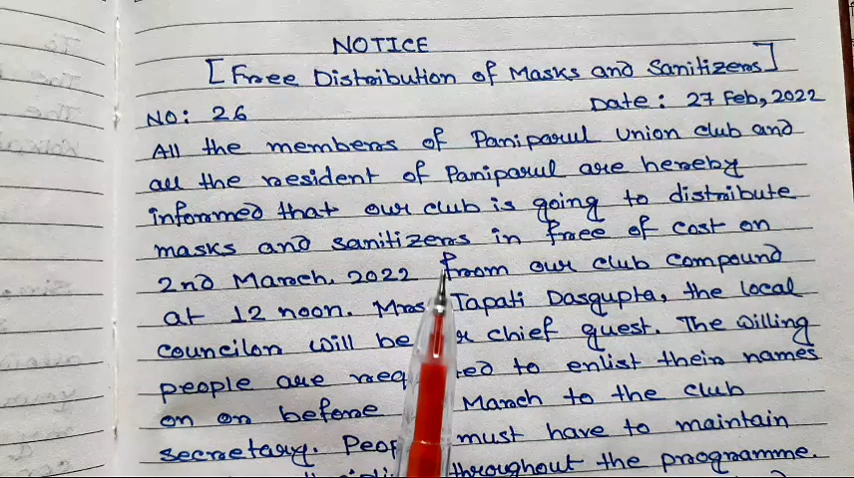 NOTICE
[Free Distribution of Masks and Sanitizers]
NO: 26 Date: 27 Feb, 2022
All the members of Paniparul Union club and
all the resident of Paniparul are hereby
informed that our club is going to distribute
masks and sanitizers in free of cost on
2nd March. 2022 from our club compound
at 12 noon. Mrs Tapati Dasgupta, the local
councilor will be chief guest. The willing
people are to enlist their names
on or before March to the club
secretary. must have to maintain
throughout the programme.